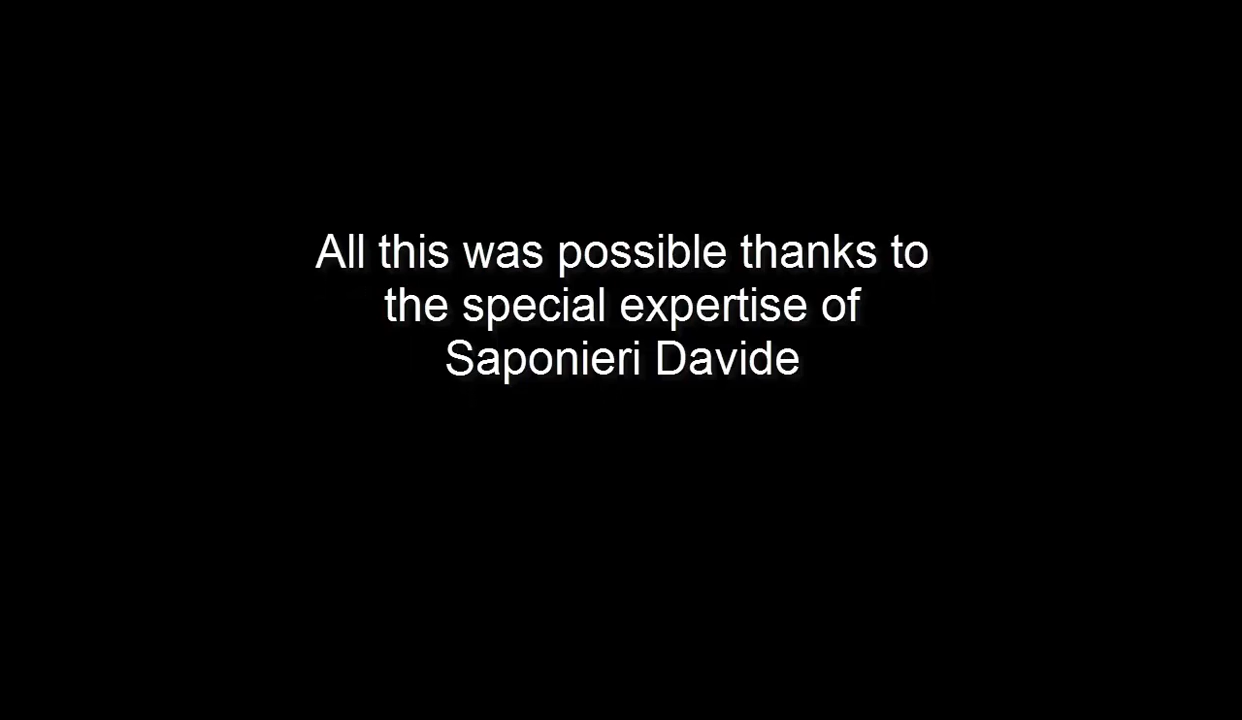 All this was possible thanks to
the special expertise of
Saponieri Davide